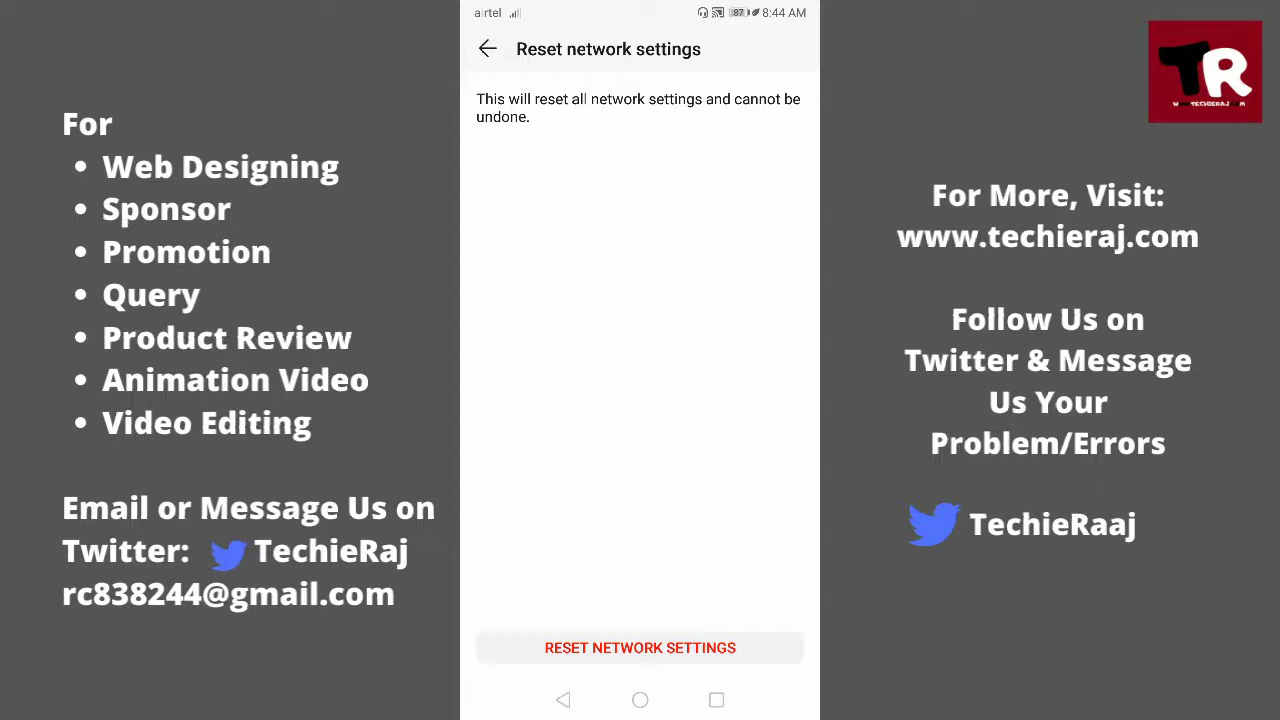 For
• Web Designing
• Sponsor
• Promotion
• Query
• Product Review
• Animation Video
• Video Editing
Email or Message Us on
Twitter: TechieRaj
rc838244@gmail.com
airtel
87
8:44 AM
Reset network settings
This will reset all network settings and cannot be
undone.
RESET NETWORK SETTINGS
TR
For More, Visit:
www.techieraj.com
Follow Us on
Twitter & Message
Us Your
Problem/Errors
TechieRaaj